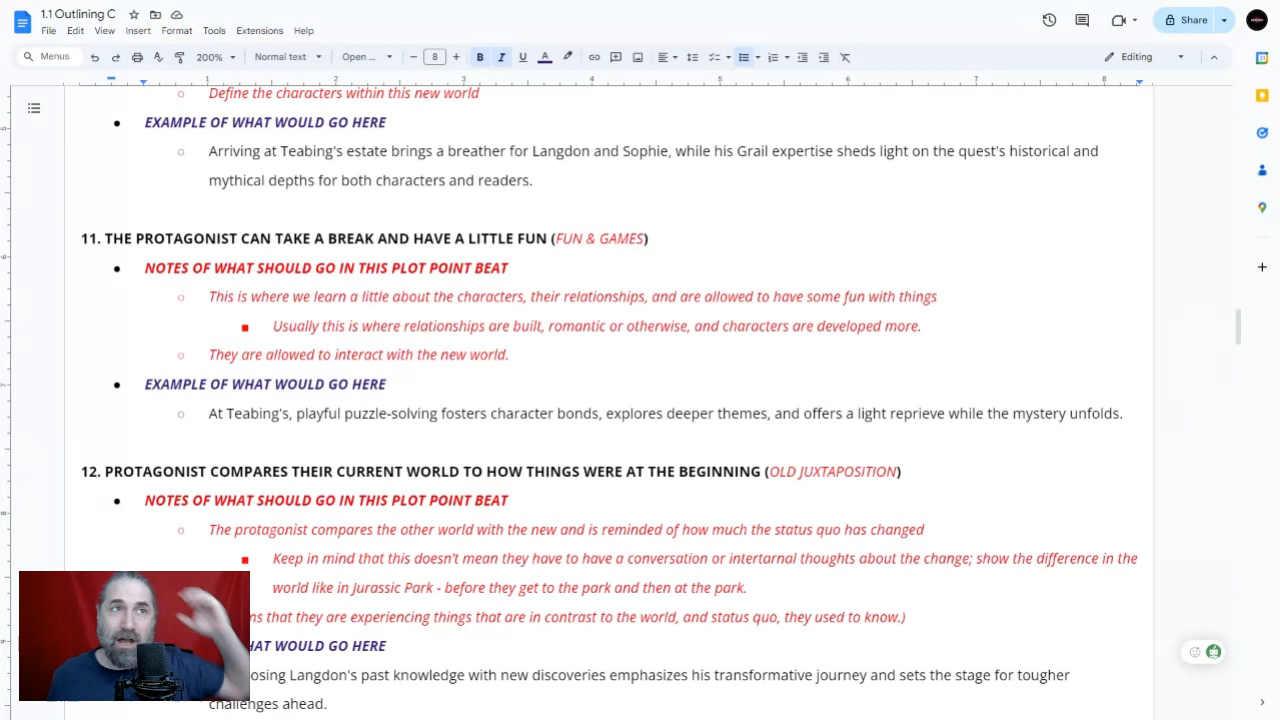 1.1 Outlining C
File Edit View Insert Format Tools Extensions Help
Share
Menus 200% Normal text Open ... 8 B I U A Editing
1 2 3 4 5 6 7 8
Define the characters within this new world
EXAMPLE OF WHAT WOULD GO HERE
Arriving at Teabing's estate brings a breather for Langdon and Sophie, while his Grail expertise sheds light on the quest's historical and
mythical depths for both characters and readers.
11. THE PROTAGONIST CAN TAKE A BREAK AND HAVE A LITTLE FUN (FUN & GAMES)
NOTES OF WHAT SHOULD GO IN THIS PLOT POINT BEAT
This is where we learn a little about the characters, their relationships, and are allowed to have some fun with things
Usually this is where relationships are built, romantic or otherwise, and characters are developed more.
They are allowed to interact with the new world.
EXAMPLE OF WHAT WOULD GO HERE
At Teabing's, playful puzzle-solving fosters character bonds, explores deeper themes, and offers a light reprieve while the mystery unfolds.
12. PROTAGONIST COMPARES THEIR CURRENT WORLD TO HOW THINGS WERE AT THE BEGINNING (OLD JUXTAPOSITION)
NOTES OF WHAT SHOULD GO IN THIS PLOT POINT BEAT
The protagonist compares the other world with the new and is reminded of how much the status quo has changed
Keep in mind that this doesn't mean they have to have a conversation or intertarnal thoughts about the change; show the difference in the
world like in Jurassic Park - before they get to the park and then at the park.
ns that they are experiencing things that are in contrast to the world, and status quo, they used to know.)
HAT WOULD GO HERE
osing Langdon's past knowledge with new discoveries emphasizes his transformative journey and sets the stage for tougher
challenges ahead.